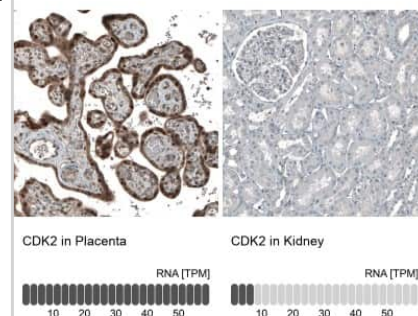 CDK2 in Placenta
RNA [TPM]
10 20 30 40 50
CDK2 in Kidney
RNA [TPM]
10 20 30 40 50